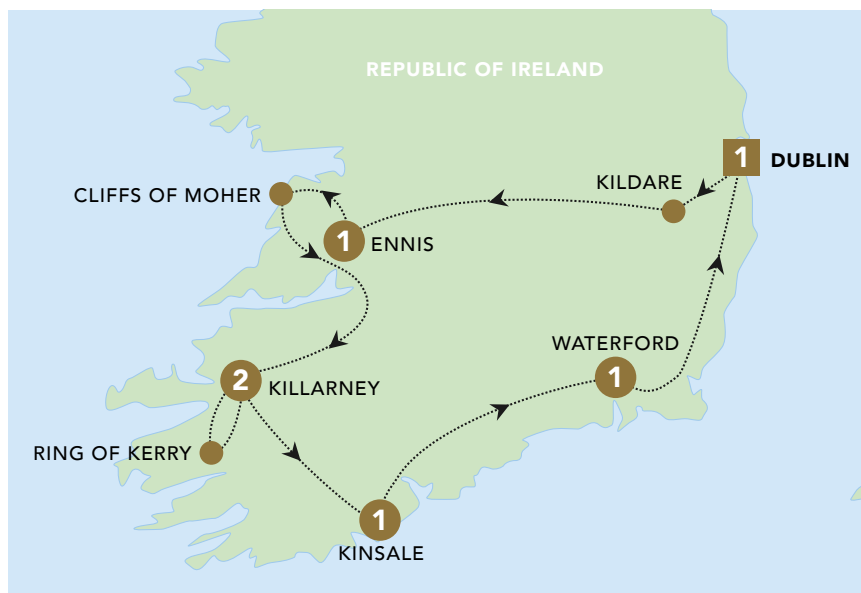 REPUBLIC OF IRELAND
1 DUBLIN
KILDARE
CLIFFS OF MOHER
1 ENNIS
WATERFORD
1
2 KILLARNEY
RING OF KERRY
1
KINSALE